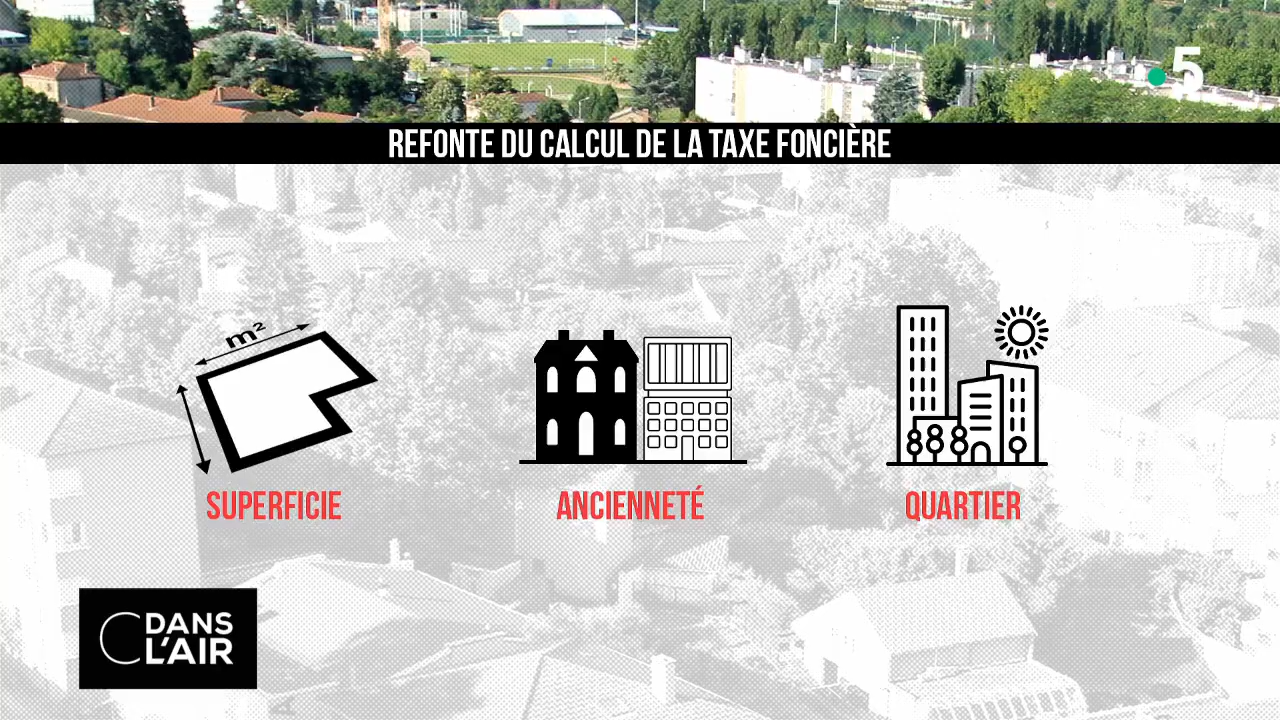 5
REFONTE DU CALCUL DE LA TAXE FONCIÈRE
m²
SUPERFICIE
ANCIENNETÉ
QUARTIER
C DANS
L'AIR